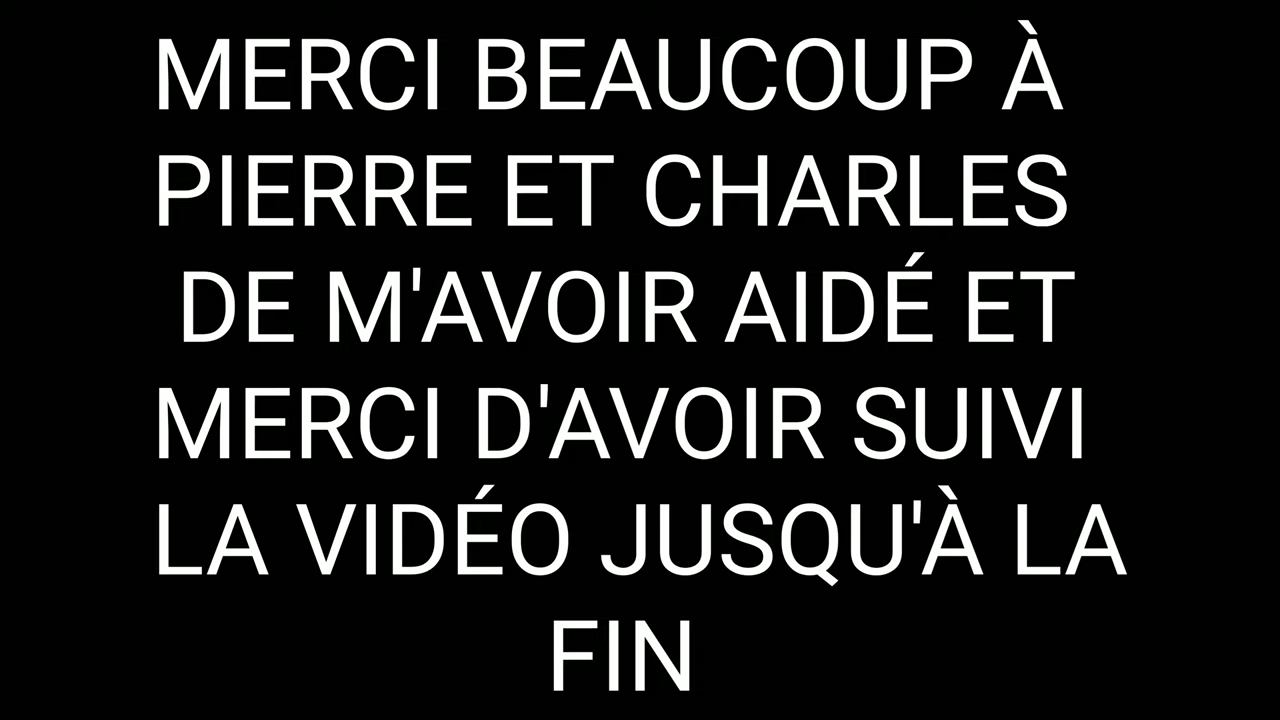 MERCI BEAUCOUP À
PIERRE ET CHARLES
DE M'AVOIR AIDÉ ET
MERCI D'AVOIR SUIVI
LA VIDÉO JUSQU'À LA
FIN